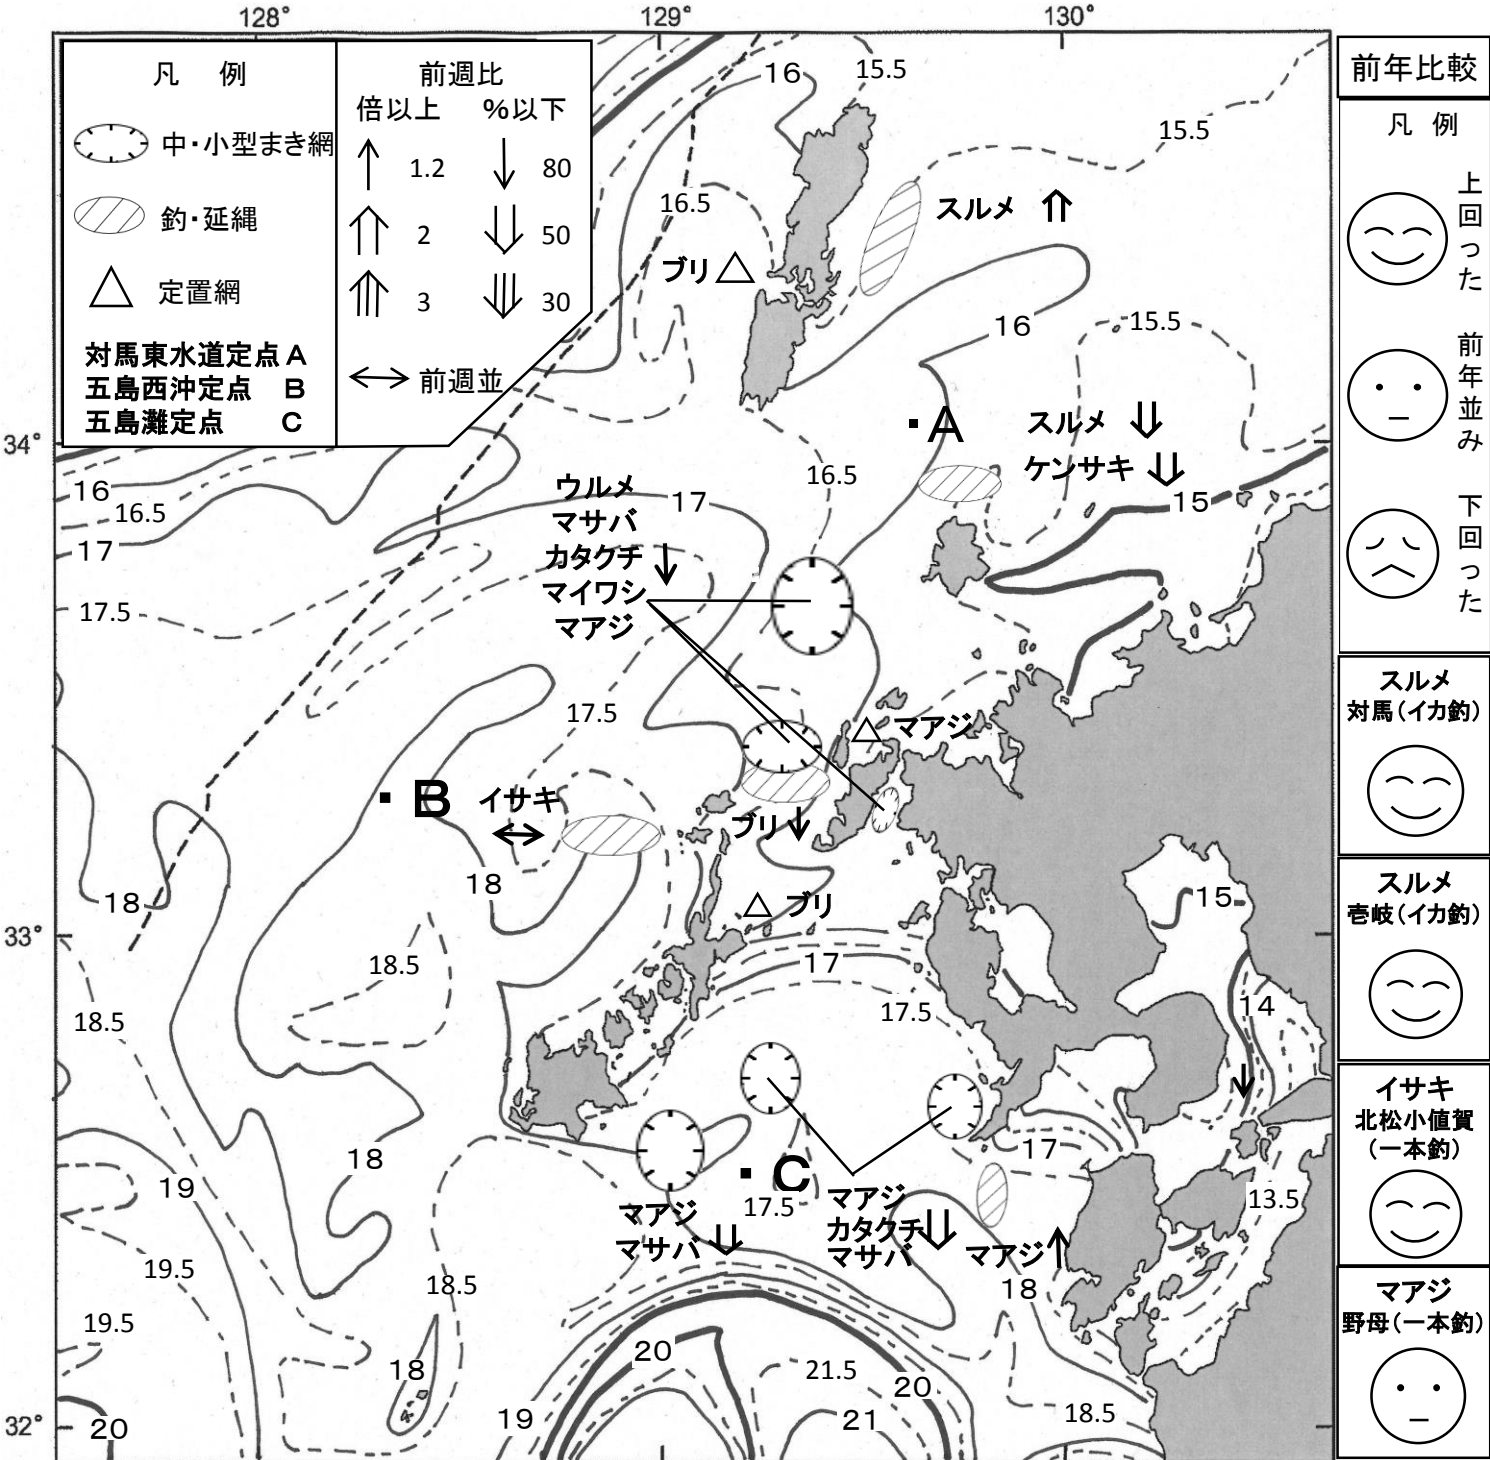 128°
129°
130°
凡 例
中・小型まき網
釣・延縄
定置網
対馬東水道定点 A
五島西沖定点 B
五島灘定点 C
前週比
倍以上 %以下
1.2 80
2 50
3 30
前週並
16
15.5
15.5
16.5
スルメ
ブリ
16
15.5
34°
A
スルメ
ケンサキ
16
16.5
17
17.5
ウルメ
マサバ
カタクチ
マイワシ
マアジ
17
16.5
15
17.5
マアジ
B
イサキ
ブリ
18
18
ブリ
15
33°
18.5
17
17.5
14
18.5
18
19
C
17.5
17
マアジ
マサバ
マアジ
カタクチ
マサバ
マアジ
13.5
19.5
18.5
18
19.5
18
20
21.5
20
32°
20
19
21
18.5
前年比較
凡 例
上回った
前年並み
下回った
スルメ
対馬(イカ釣)
スルメ
壱岐(イカ釣)
イサキ
北松小値賀
(一本釣)
マアジ
野母(一本釣)